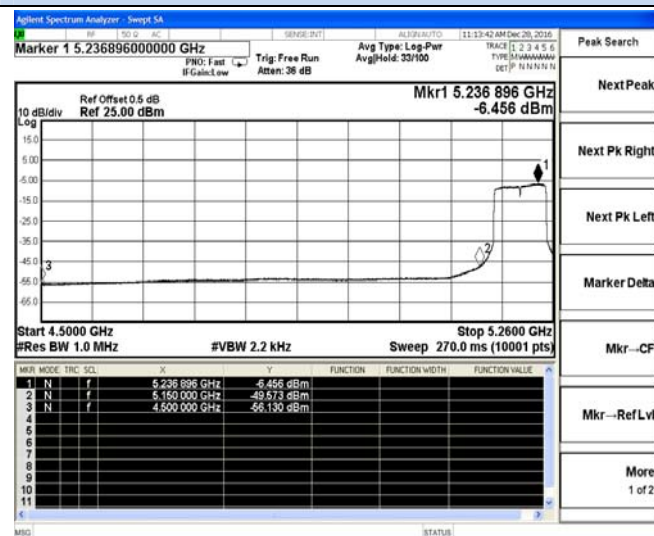 Agilent Spectrum Analyzer - Swept SA
RF 50 Ω AC SENSE:INT ALIGNAUTO 11:13:42 AM Dec 28, 2016
Marker 1 5.236896000000 GHz
PNO: Fast
IFGain:Low
Trig: Free Run
Atten: 36 dB
Avg Type: Log-Pwr
Avg|Hold: 33/100
TRACE 1 2 3 4 5 6
TYPE
DET P N N N N N
Peak Search
Ref Offset 0.5 dB
10 dB/div Ref 25.00 dBm
Log
Mkr1 5.236 896 GHz
-6.456 dBm
15.0
5.00
-5.00
-15.0
-25.0
-35.0
-45.0
-55.0
-65.0
1
2
3
Start 4.5000 GHz
Stop 5.2600 GHz
#Res BW 1.0 MHz #VBW 2.2 kHz Sweep 270.0 ms (10001 pts)
MKR MODE TRC SCL X Y FUNCTION FUNCTION WIDTH FUNCTION VALUE
1 N f 5.236 896 GHz -6.456 dBm
2 N f 5.150 000 GHz -49.573 dBm
3 N f 4.500 000 GHz -56.130 dBm
4
5
6
7
8
9
10
11
MSG STATUS
Next Peak
Next Pk Right
Next Pk Left
Marker Delta
Mkr→CF
Mkr→Ref Lvl
More
1 of 2